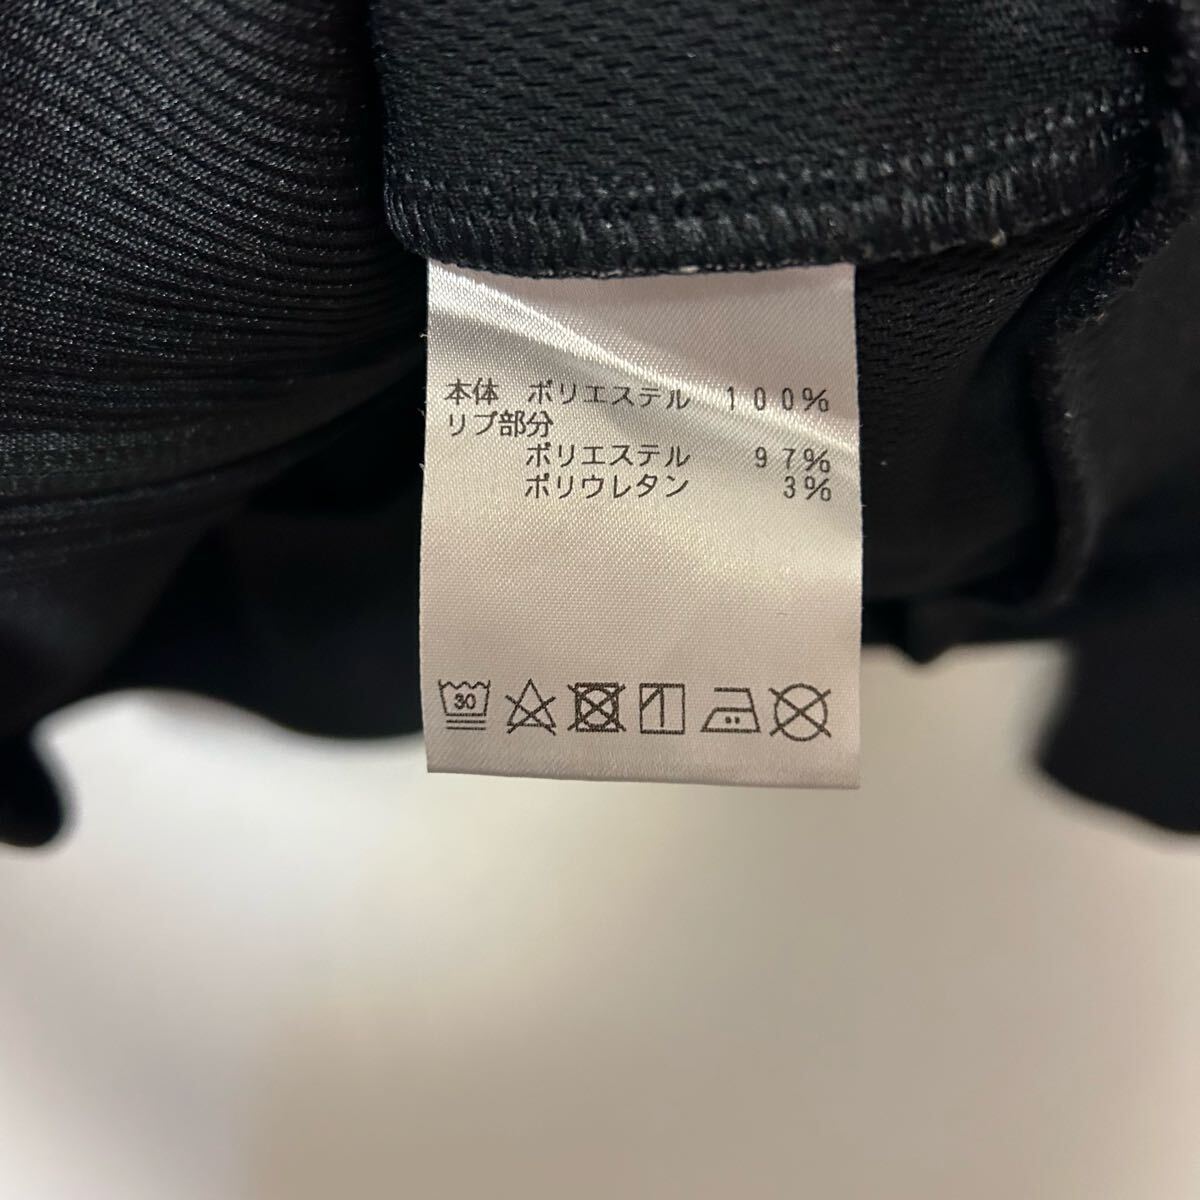 本体 ポリエステル 100%
リブ部分
ポリエステル 97%
ポリウレタン 3%
30